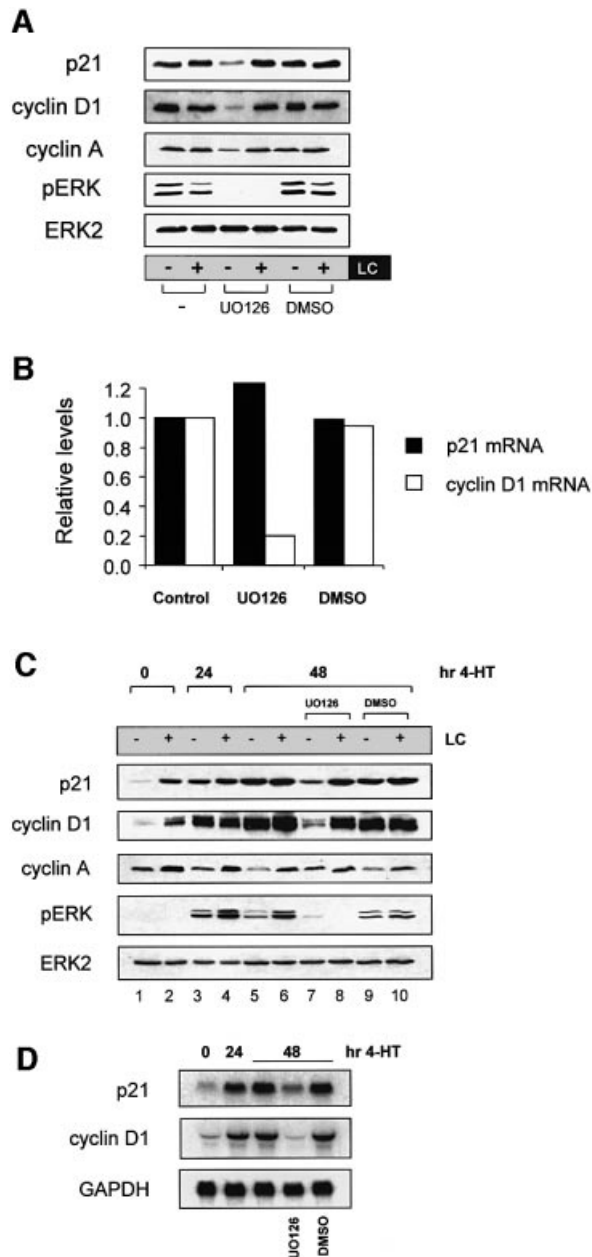 A
p21
cyclin D1
cyclin A
pERK
ERK2
- + - + - + LC
- UO126 DMSO
B
Relative levels
1.2
1.0
0.8
0.6
0.4
0.2
0.0
Control UO126 DMSO
p21 mRNA
cyclin D1 mRNA
C
0 24 48 hr 4-HT
UO126 DMSO
- + - + - + - + - + LC
p21
cyclin D1
cyclin A
pERK
ERK2
1 2 3 4 5 6 7 8 9 10
D
0 24 48 hr 4-HT
p21
cyclin D1
GAPDH
UO126
DMSO